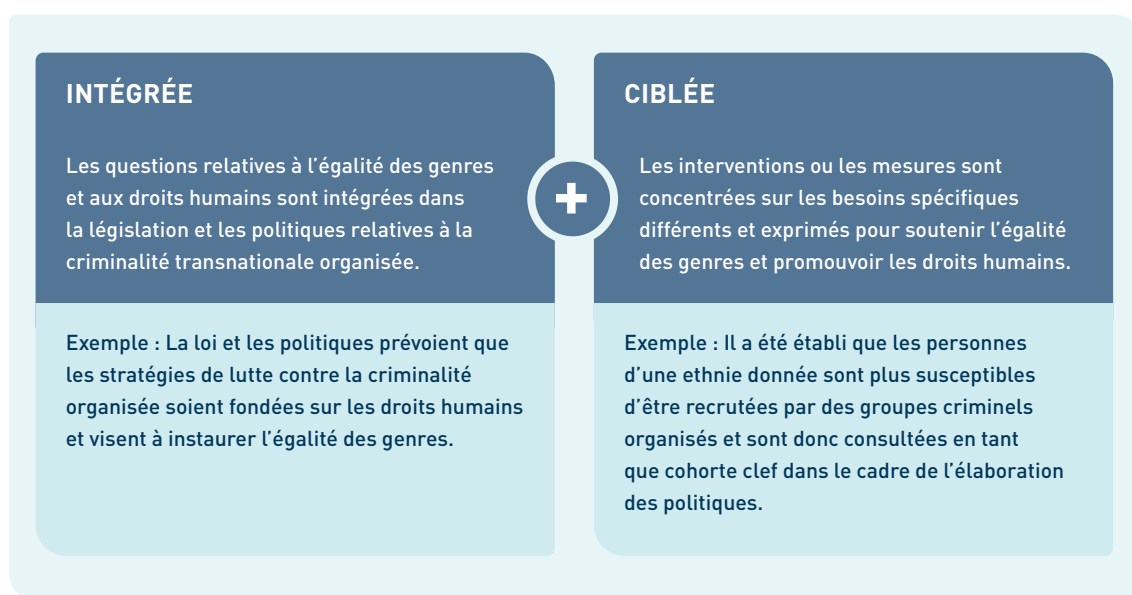 INTÉGRÉE
Les questions relatives à l’égalité des genres
et aux droits humains sont intégrées dans
la législation et les politiques relatives à la
criminalité transnationale organisée.
Exemple : La loi et les politiques prévoient que
les stratégies de lutte contre la criminalité
organisée soient fondées sur les droits humains
et visent à instaurer l’égalité des genres.
+
CIBLÉE
Les interventions ou les mesures sont
concentrées sur les besoins spécifiques
différents et exprimés pour soutenir l’égalité
des genres et promouvoir les droits humains.
Exemple : Il a été établi que les personnes
d’une ethnie donnée sont plus susceptibles
d’être recrutées par des groupes criminels
organisés et sont donc consultées en tant
que cohorte clef dans le cadre de l’élaboration
des politiques.